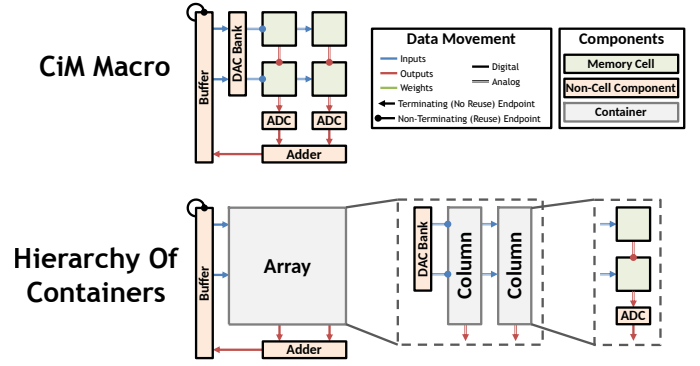 CiM Macro
Buffer
DAC Bank
ADC
ADC
Adder
Data Movement
Inputs
Outputs
Weights
Digital
Analog
Terminating (No Reuse) Endpoint
Non-Terminating (Reuse) Endpoint
Components
Memory Cell
Non-Cell Component
Container
Hierarchy Of
Containers
Buffer
Array
Adder
DAC Bank
Column
Column
ADC